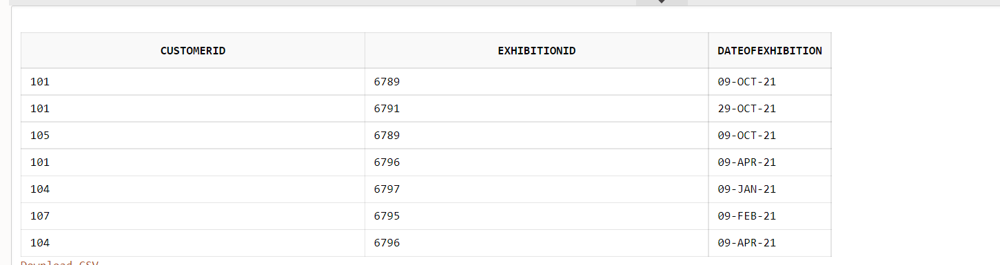 CUSTOMERID EXHIBITIONID DATEOFEXHIBITION
101 6789 09-OCT-21
101 6791 29-OCT-21
105 6789 09-OCT-21
101 6796 09-APR-21
104 6797 09-JAN-21
107 6795 09-FEB-21
104 6796 09-APR-21
Download CSV